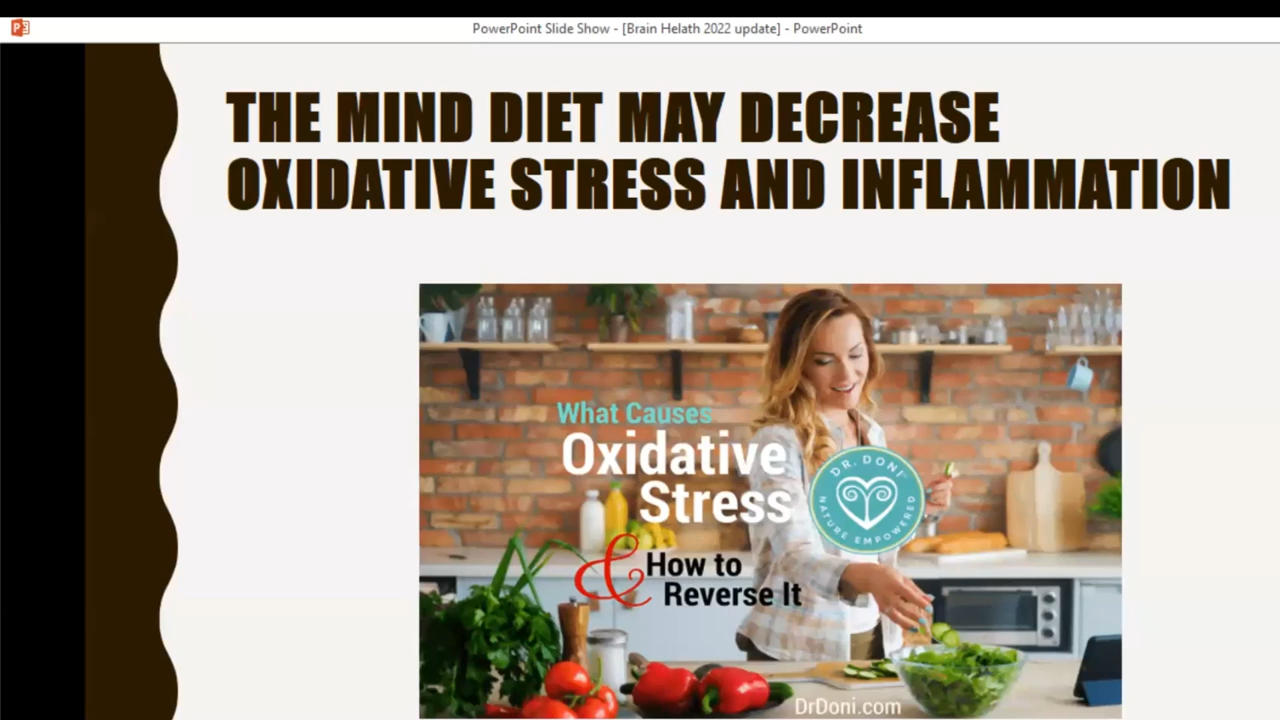 PowerPoint Slide Show - [Brain Helath 2022 update] - PowerPoint
THE MIND DIET MAY DECREASE
OXIDATIVE STRESS AND INFLAMMATION
What Causes
Oxidative
Stress
& How to
Reverse It
DR. DONI
NATURE EMPOWERED
DrDoni.com